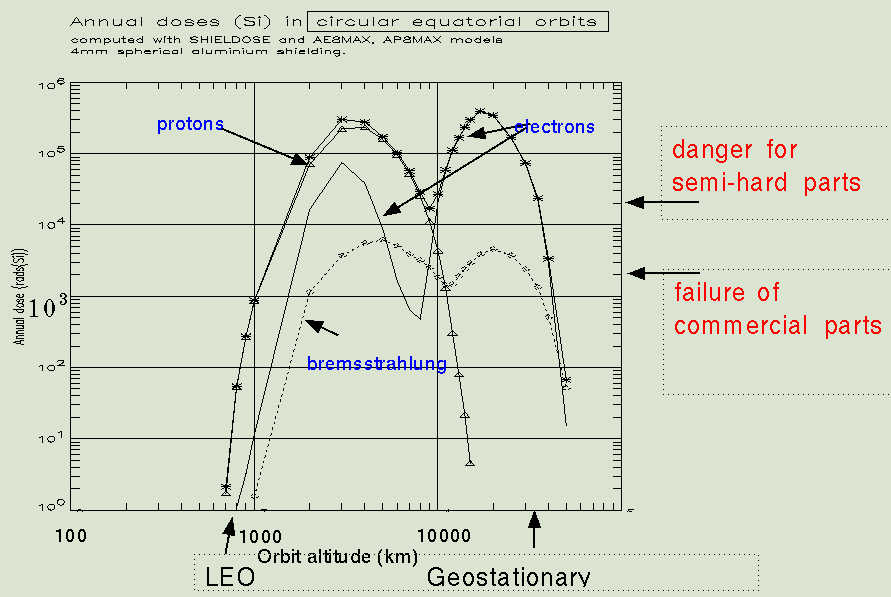 Annual doses (Si) in circular equatorial orbits
computed with SHIELDOSE and AE8MAX, AP8MAX models
4mm spherical aluminium shielding.
10⁶
protons
electrons
10⁵
danger for
semi-hard parts
10⁴
Annual dose (rads(Si))
10³
failure of
commercial parts
bremsstrahlung
10²
10¹
10⁰
100
1000
10000
Orbit altitude (km)
LEO
Geostationary